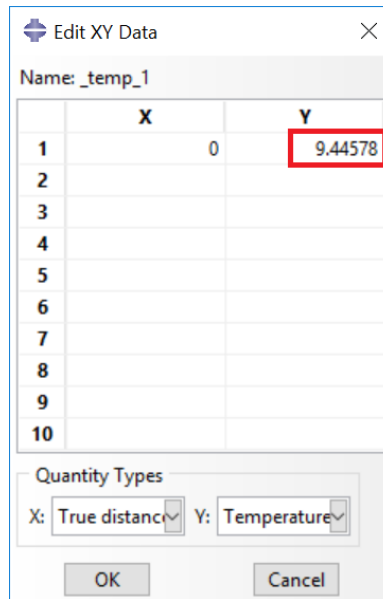 Edit XY Data
Name: _temp_1
X Y
1 0 9.44578
2
3
4
5
6
7
8
9
10
Quantity Types
X: True distance Y: Temperature
OK Cancel